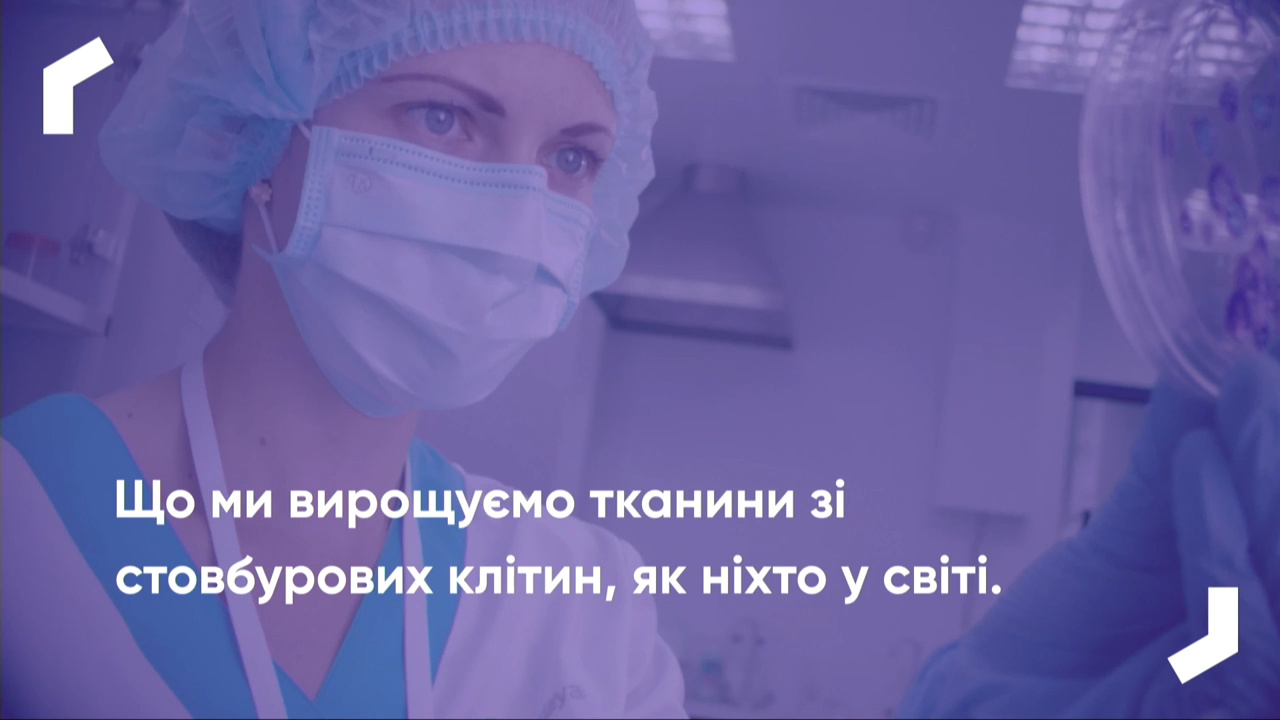 Що ми вирощуємо тканини зі
стовбурових клітин, як ніхто у світі.